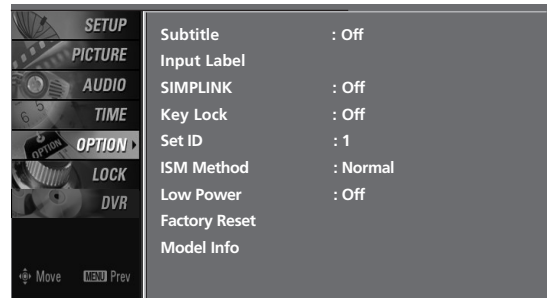 SETUP
PICTURE
AUDIO
TIME
OPTION
LOCK
DVR
Move MENU Prev
Subtitle : Off
Input Label
SIMPLINK : Off
Key Lock : Off
Set ID : 1
ISM Method : Normal
Low Power : Off
Factory Reset
Model Info